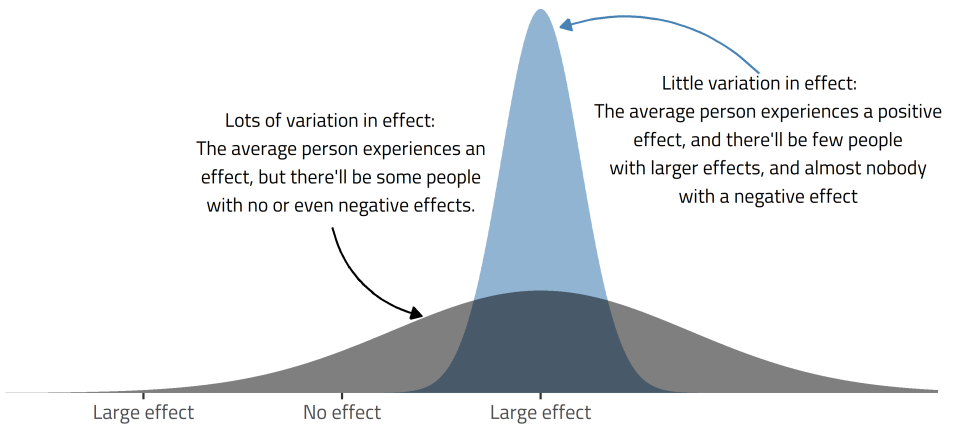 Little variation in effect:
The average person experiences a positive
effect, and there'll be few people
with larger effects, and almost nobody
with a negative effect
Lots of variation in effect:
The average person experiences an
effect, but there'll be some people
with no or even negative effects.
Large effect
No effect
Large effect